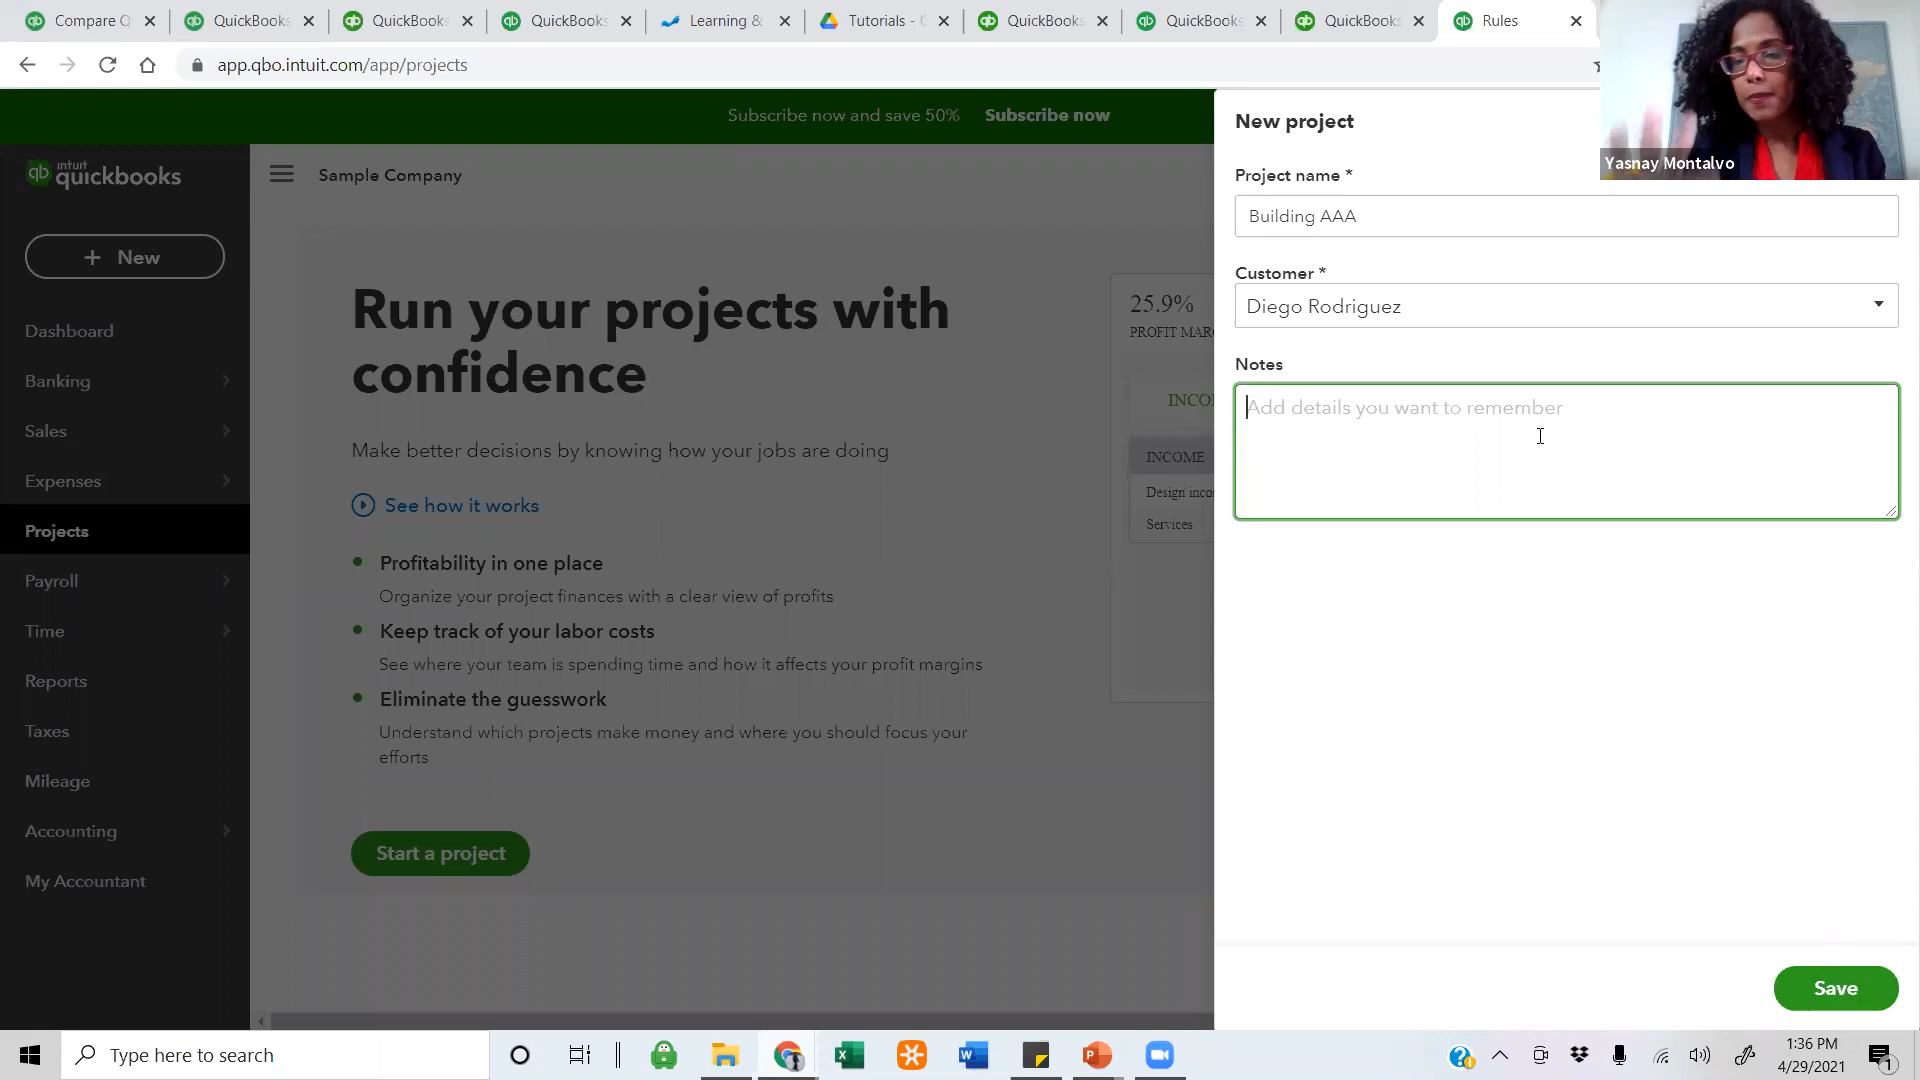 Compare Q
QuickBooks
QuickBooks
QuickBooks
Learning &
Tutorials - 
QuickBooks
QuickBooks
QuickBooks
Rules
app.qbo.intuit.com/app/projects
Subscribe now and save 50% Subscribe now
intuit
quickbooks
Sample Company
+ New
Dashboard
Banking
Sales
Expenses
Projects
Payroll
Time
Reports
Taxes
Mileage
Accounting
My Accountant
Run your projects with
confidence
Make better decisions by knowing how your jobs are doing
See how it works
Profitability in one place
Organize your project finances with a clear view of profits
Keep track of your labor costs
See where your team is spending time and how it affects your profit margins
Eliminate the guesswork
Understand which projects make money and where you should focus your
efforts
Start a project
25.9%
PROFIT MAR
INCO
INCOME
Design inco
Services
New project
Project name *
Building AAA
Customer *
Diego Rodriguez
Notes
Add details you want to remember
Save
Yasnay Montalvo
Type here to search
1:36 PM
4/29/2021
1